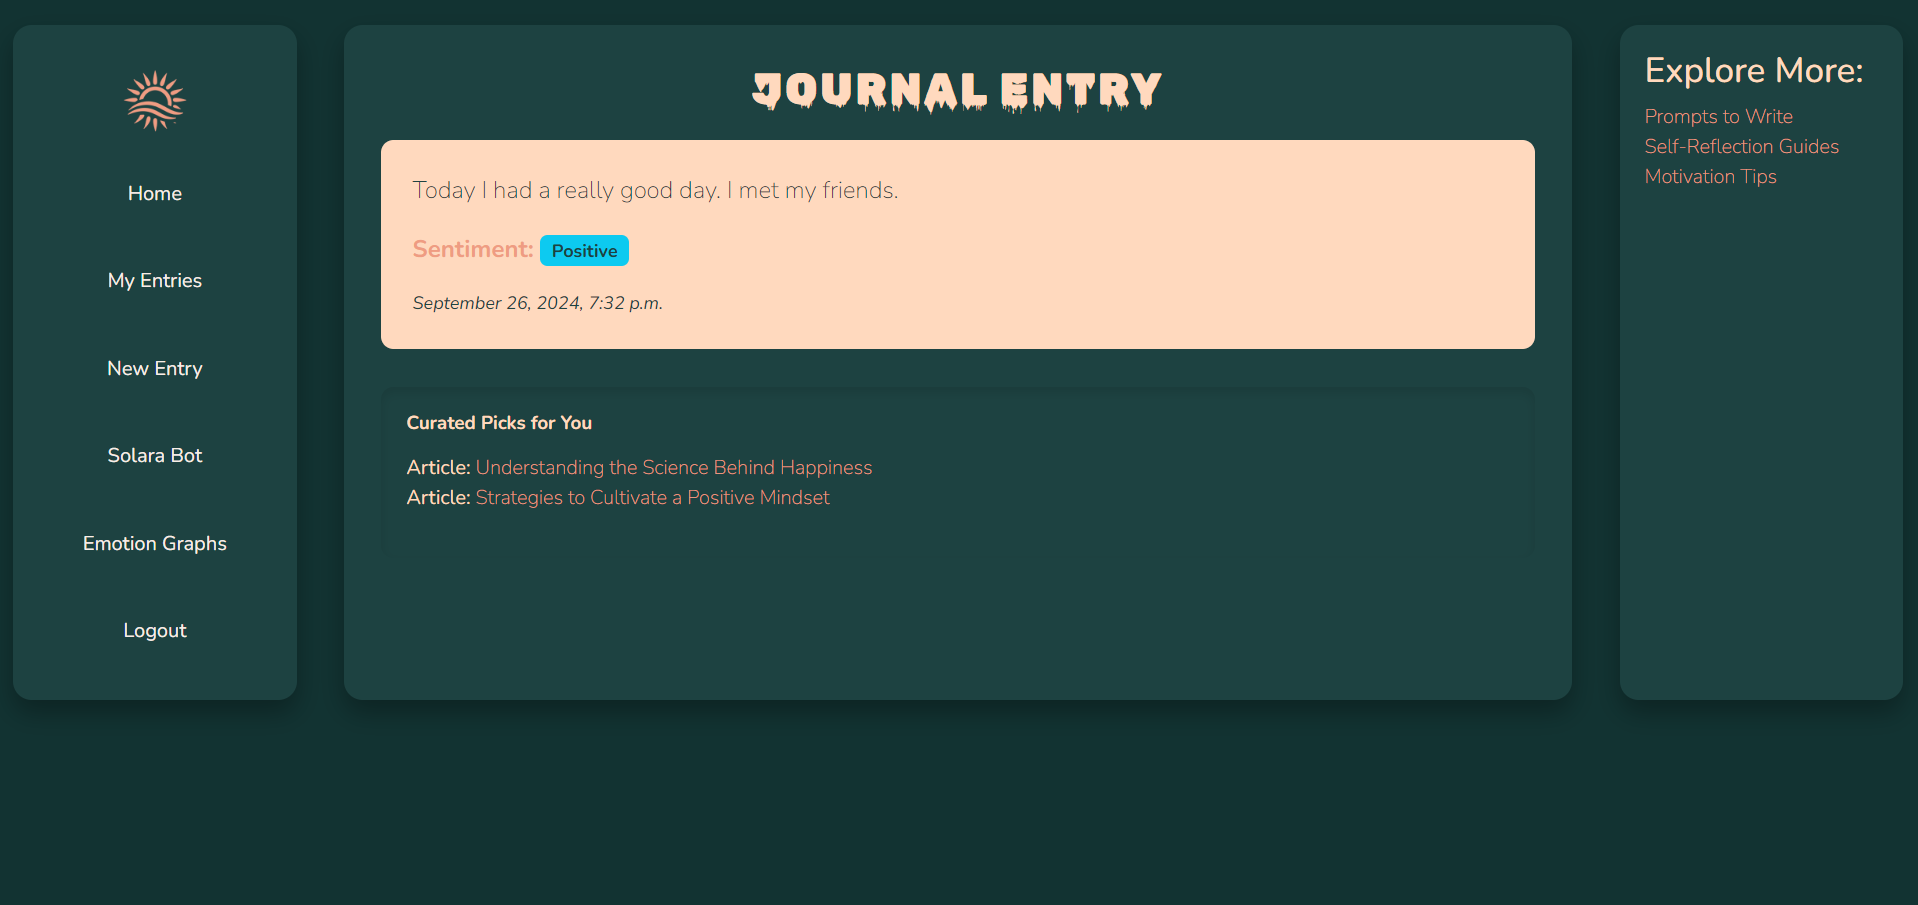 Home
My Entries
New Entry
Solara Bot
Emotion Graphs
Logout
JOURNAL ENTRY
Today I had a really good day. I met my friends.
Sentiment: Positive
September 26, 2024, 7:32 p.m.
Curated Picks for You
Article: Understanding the Science Behind Happiness
Article: Strategies to Cultivate a Positive Mindset
Explore More:
Prompts to Write
Self-Reflection Guides
Motivation Tips